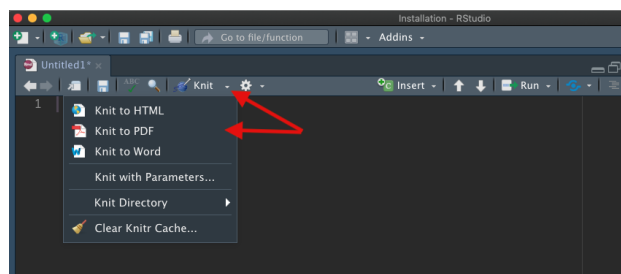 Installation - RStudio
Go to file/function
Addins
Untitled1*
ABC
Knit
Insert
Run
1
Knit to HTML
Knit to PDF
Knit to Word
Knit with Parameters...
Knit Directory
Clear Knitr Cache...